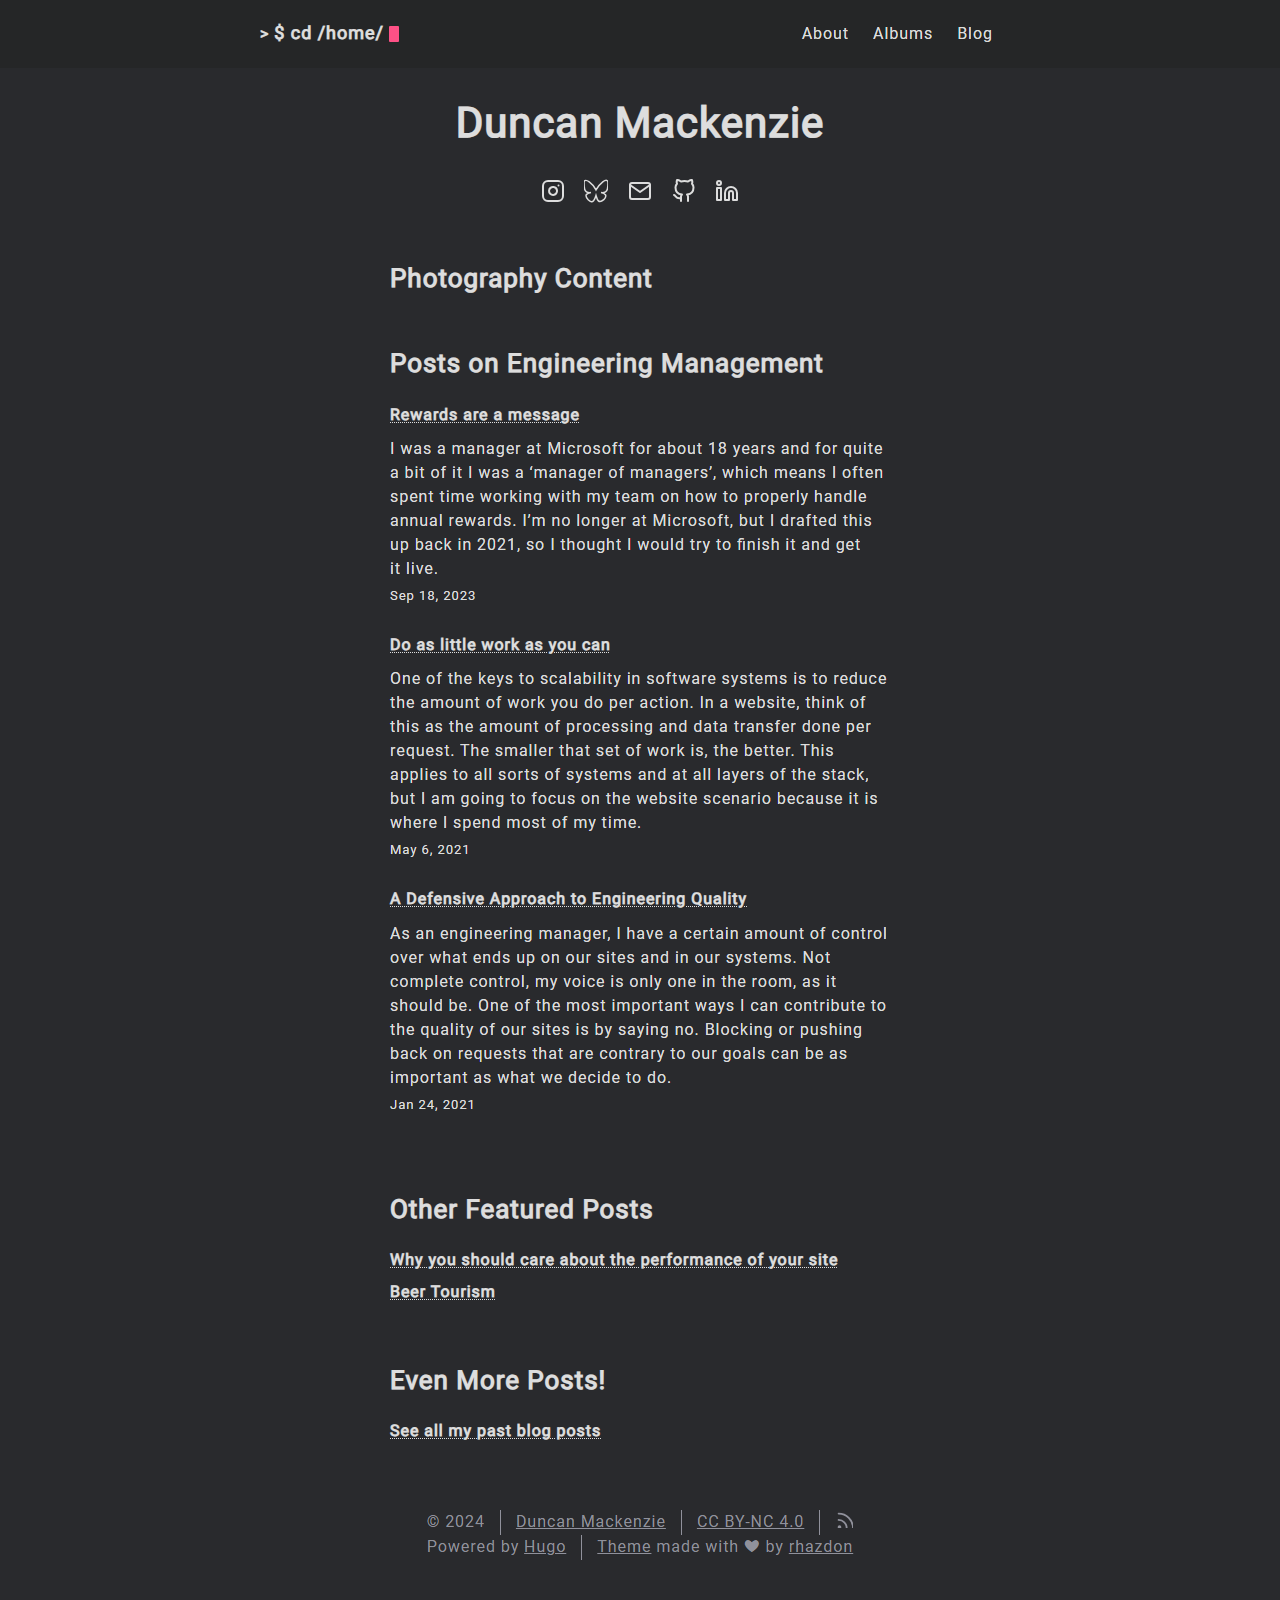 > $ cd /home/
About Albums Blog
Duncan Mackenzie
Photography Content
Posts on Engineering Management
Rewards are a message
I was a manager at Microsoft for about 18 years and for quite
a bit of it I was a ‘manager of managers’, which means I often
spent time working with my team on how to properly handle
annual rewards. I’m no longer at Microsoft, but I drafted this
up back in 2021, so I thought I would try to finish it and get
it live.
Sep 18, 2023
Do as little work as you can
One of the keys to scalability in software systems is to reduce
the amount of work you do per action. In a website, think of
this as the amount of processing and data transfer done per
request. The smaller that set of work is, the better. This
applies to all sorts of systems and at all layers of the stack,
but I am going to focus on the website scenario because it is
where I spend most of my time.
May 6, 2021
A Defensive Approach to Engineering Quality
As an engineering manager, I have a certain amount of control
over what ends up on our sites and in our systems. Not
complete control, my voice is only one in the room, as it
should be. One of the most important ways I can contribute to
the quality of our sites is by saying no. Blocking or pushing
back on requests that are contrary to our goals can be as
important as what we decide to do.
Jan 24, 2021
Other Featured Posts
Why you should care about the performance of your site
Beer Tourism
Even More Posts!
See all my past blog posts
© 2024 Duncan Mackenzie CC BY-NC 4.0
Powered by Hugo Theme made with ♥ by rhazdon